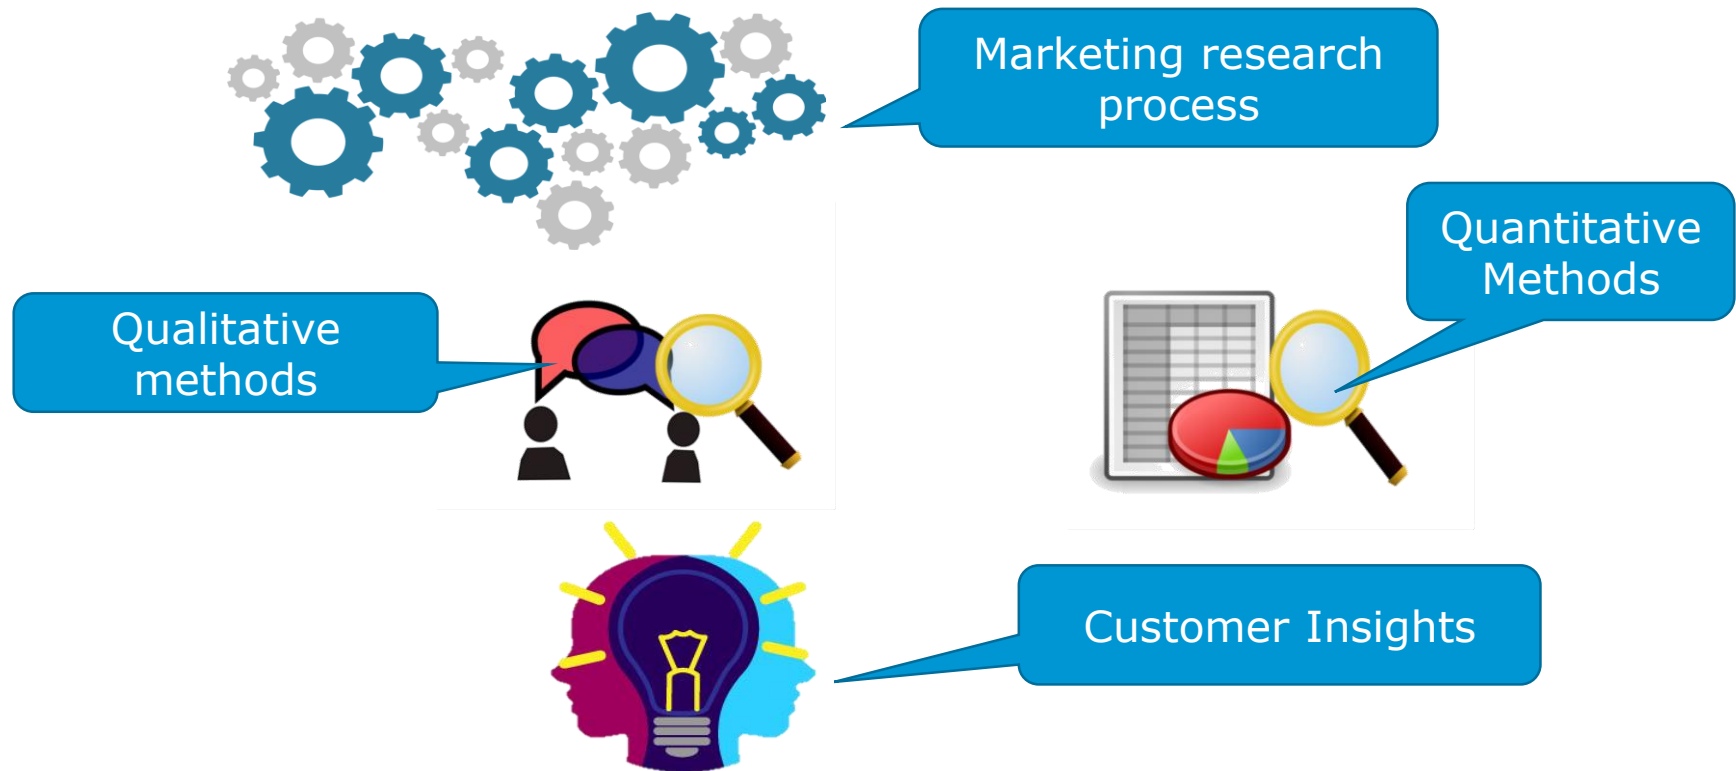 Marketing research
process
Quantitative
Methods
Qualitative
methods
Customer Insights